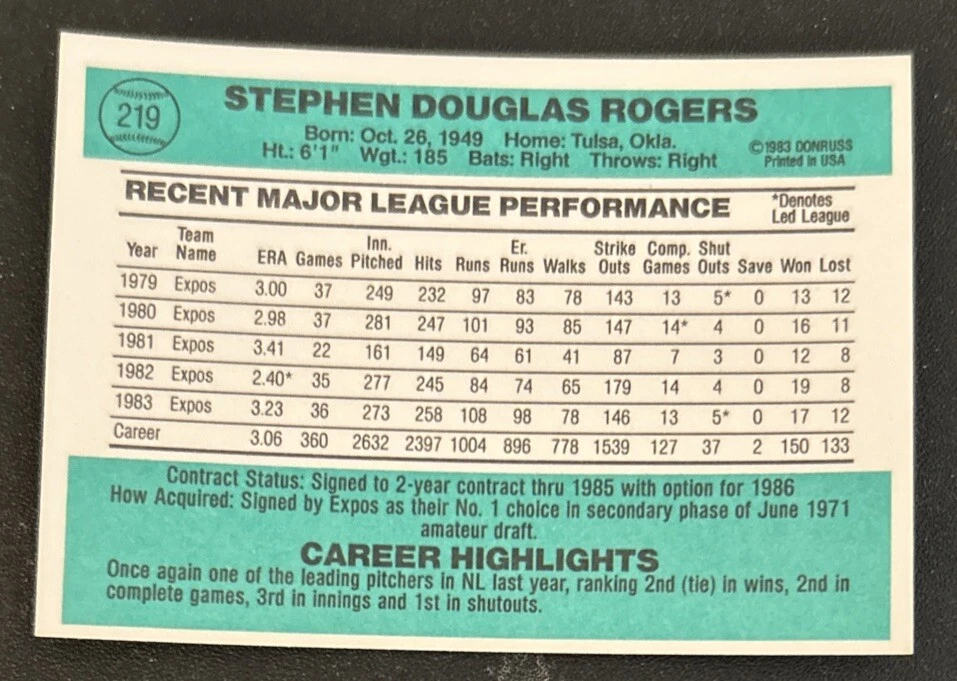 219
STEPHEN DOUGLAS ROGERS
Born: Oct. 26, 1949 Home: Tulsa, Okla.
Ht.: 6'1" Wgt.: 185 Bats: Right Throws: Right
©1983 DONRUSS
Printed in USA
RECENT MAJOR LEAGUE PERFORMANCE
*Denotes
Led League
Team Inn. Er. Strike Comp. Shut
Year Name ERA Games Pitched Hits Runs Runs Walks Outs Games Outs Save Won Lost
1979 Expos 3.00 37 249 232 97 83 78 143 13 5* 0 13 12
1980 Expos 2.98 37 281 247 101 93 85 147 14* 4 0 16 11
1981 Expos 3.41 22 161 149 64 61 41 87 7 3 0 12 8
1982 Expos 2.40* 35 277 245 84 74 65 179 14 4 0 19 8
1983 Expos 3.23 36 273 258 108 98 78 146 13 5* 0 17 12
Career 3.06 360 2632 2397 1004 896 778 1539 127 37 2 150 133
Contract Status: Signed to 2-year contract thru 1985 with option for 1986
How Acquired: Signed by Expos as their No. 1 choice in secondary phase of June 1971
amateur draft.
CAREER HIGHLIGHTS
Once again one of the leading pitchers in NL last year, ranking 2nd (tie) in wins, 2nd in
complete games, 3rd in innings and 1st in shutouts.